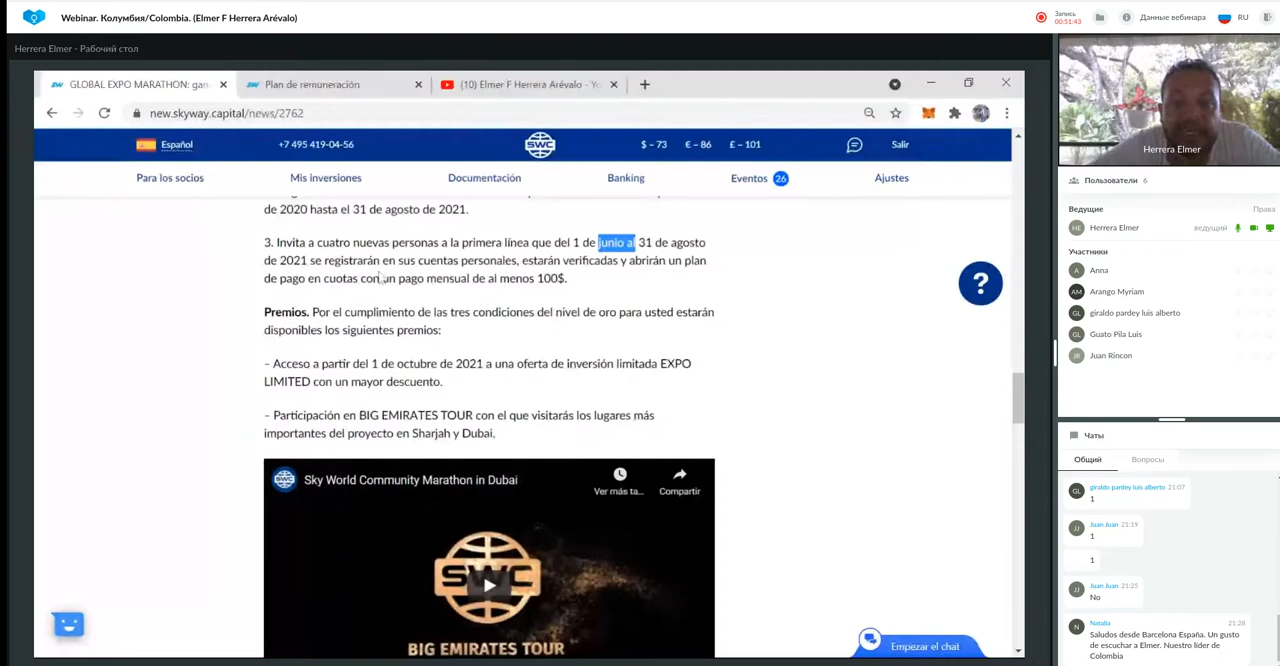 Webinar. Колумбия/Colombia. (Elmer F Herrera Arévalo)
Запись
00:51:43
Данные вебинара
RU
Herrera Elmer - Рабочий стол
GLOBAL EXPO MARATHON: gan
Plan de remuneración
(10) Elmer F Herrera Arévalo - Yo
new.skyway.capital/news/2762
Español
+7 495 419-04-56
SWC
$ – 73
€ – 86
£ – 101
Salir
Para los socios
Mis inversiones
Documentación
Banking
Eventos 26
Ajustes
de 2020 hasta el 31 de agosto de 2021.
3. Invita a cuatro nuevas personas a la primera línea que del 1 de junio al 31 de agosto
de 2021 se registrarán en sus cuentas personales, estarán verificadas y abrirán un plan
de pago en cuotas con un pago mensual de al menos 100$.
Premios. Por el cumplimiento de las tres condiciones del nivel de oro para usted estarán
disponibles los siguientes premios:
– Acceso a partir del 1 de octubre de 2021 a una oferta de inversión limitada EXPO
LIMITED con un mayor descuento.
– Participación en BIG EMIRATES TOUR con el que visitarás los lugares más
importantes del proyecto en Sharjah y Dubai.
SWC
Sky World Community Marathon in Dubai
Ver más ta...
Compartir
SWC
BIG EMIRATES TOUR
?
Empezar el chat
Herrera Elmer
Пользователи 6
Ведущие
Права
HE
Herrera Elmer
ведущий
Участники
A
Anna
AM
Arango Myriam
GL
giraldo pardey luis alberto
GL
Guato Pila Luis
JR
Juan Rincon
Чаты
Общий
Вопросы
GL
giraldo pardey luis alberto 21:07
1
JJ
Juan Juan 21:19
1
1
JJ
Juan Juan 21:25
No
N
Natalia 21:28
Saludos desde Barcelona España. Un gusto
de escuchar a Elmer. Nuestro líder de
Colombia